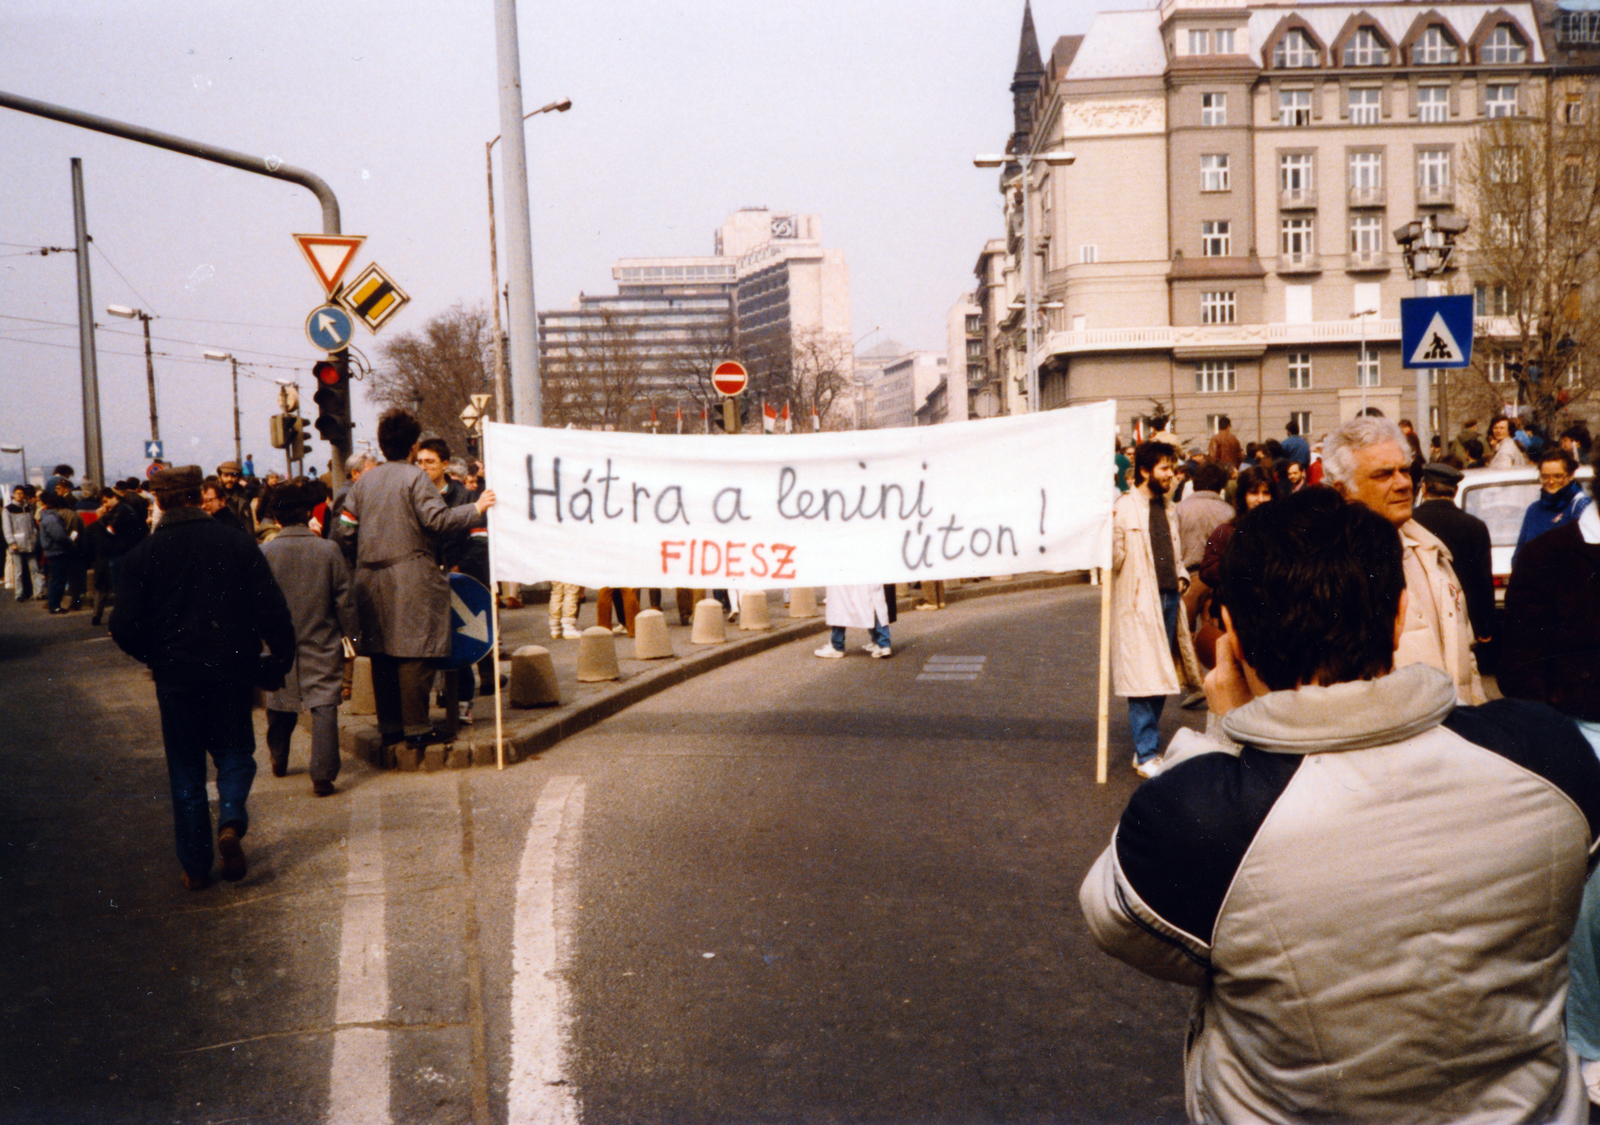 Hátra a lenini
úton!
FIDESZ